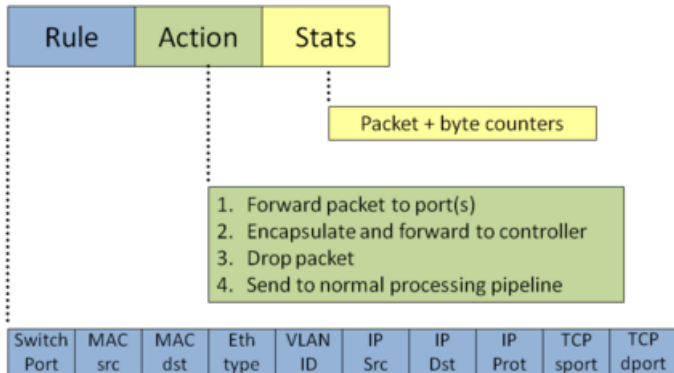 Rule Action Stats
Packet + byte counters
1. Forward packet to port(s)
2. Encapsulate and forward to controller
3. Drop packet
4. Send to normal processing pipeline
Switch MAC MAC Eth VLAN IP IP IP TCP TCP
Port src dst type ID Src Dst Prot sport dport